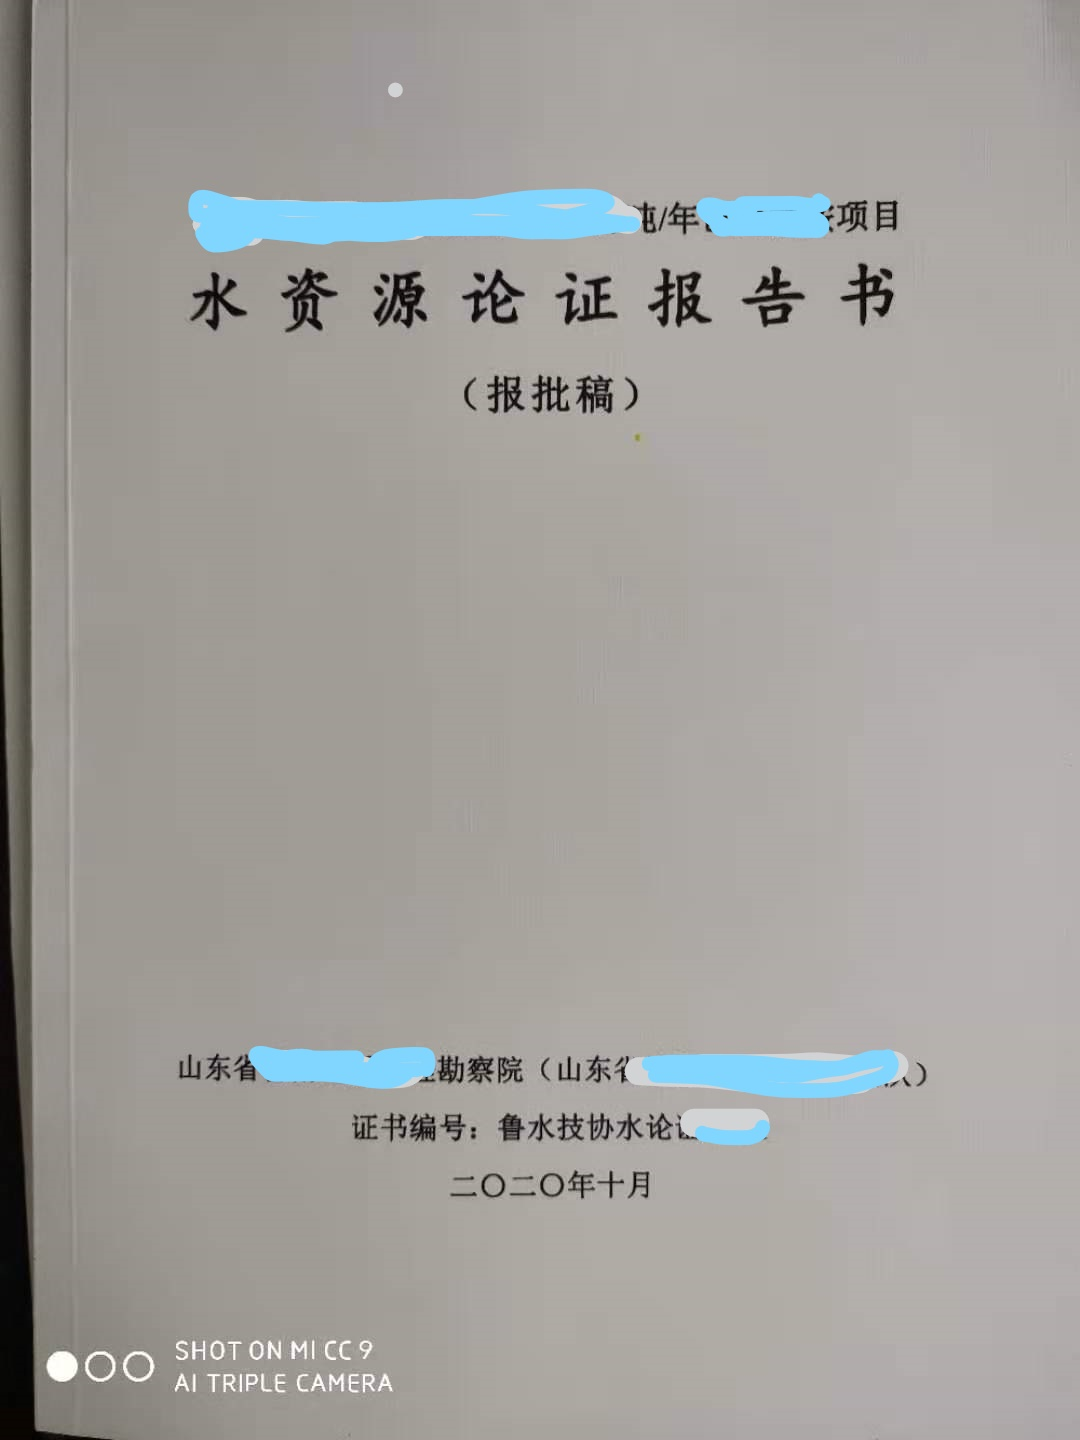 吨/年 项目
水资源论证报告书
（报批稿）
山东省 勘察院（山东省 ）
证书编号：鲁水技协水论证
二〇二〇年十月
SHOT ON MI CC 9
AI TRIPLE CAMERA